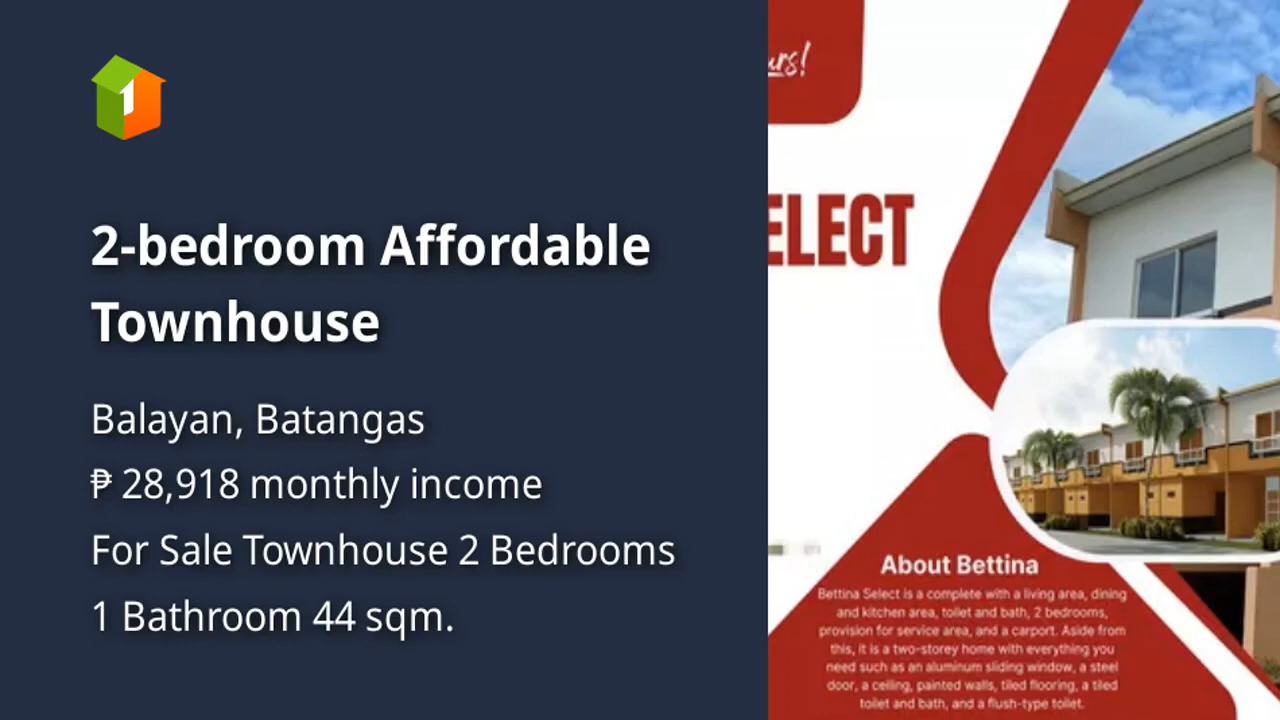 2-bedroom Affordable
Townhouse
Balayan, Batangas
₱ 28,918 monthly income
For Sale Townhouse 2 Bedrooms
1 Bathroom 44 sqm.
urs!
ELECT
About Bettina
Bettina Select is a complete with a living area, dining
and kitchen area, toilet and bath, 2 bedrooms,
provision for service area, and a carport. Aside from
this, it is a two-storey home with everything you
need such as an aluminum sliding window, a steel
door, a ceiling, painted walls, tiled flooring, a tiled
toilet and bath, and a flush-type toilet.